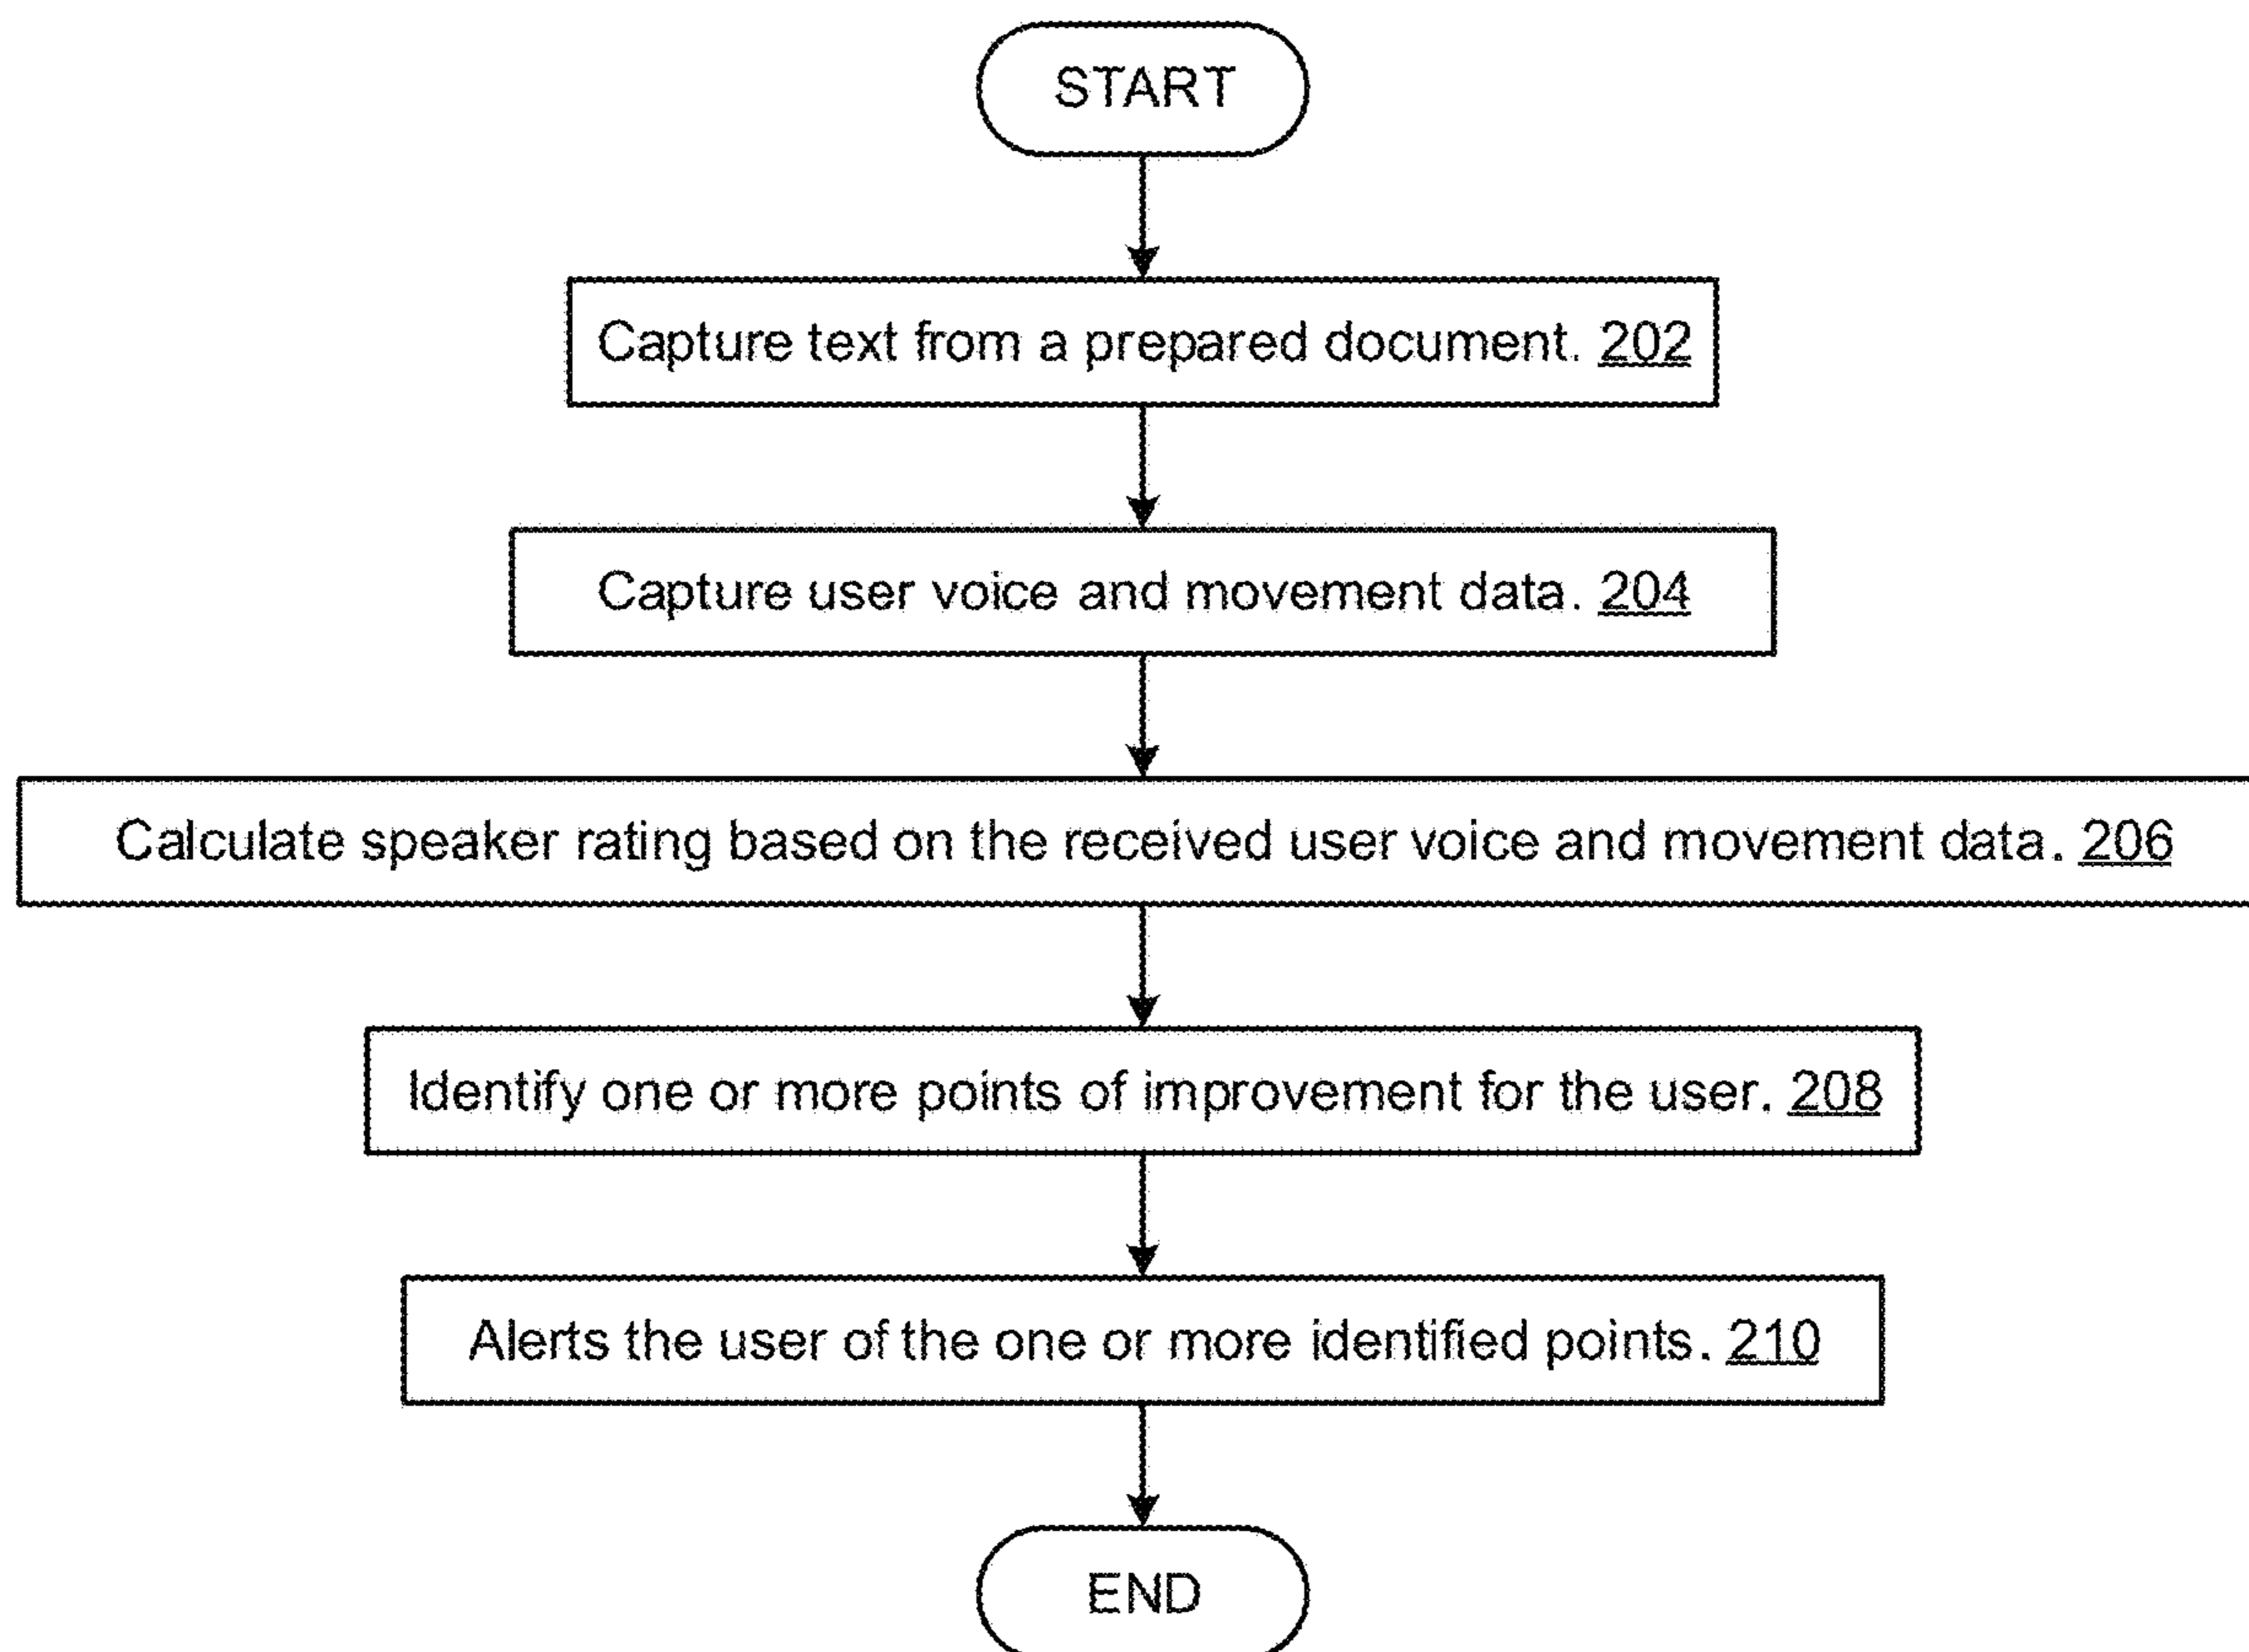 START
Capture text from a prepared document. 202
Capture user voice and movement data. 204
Calculate speaker rating based on the received user voice and movement data. 206
Identify one or more points of improvement for the user. 208
Alerts the user of the one or more identified points. 210
END